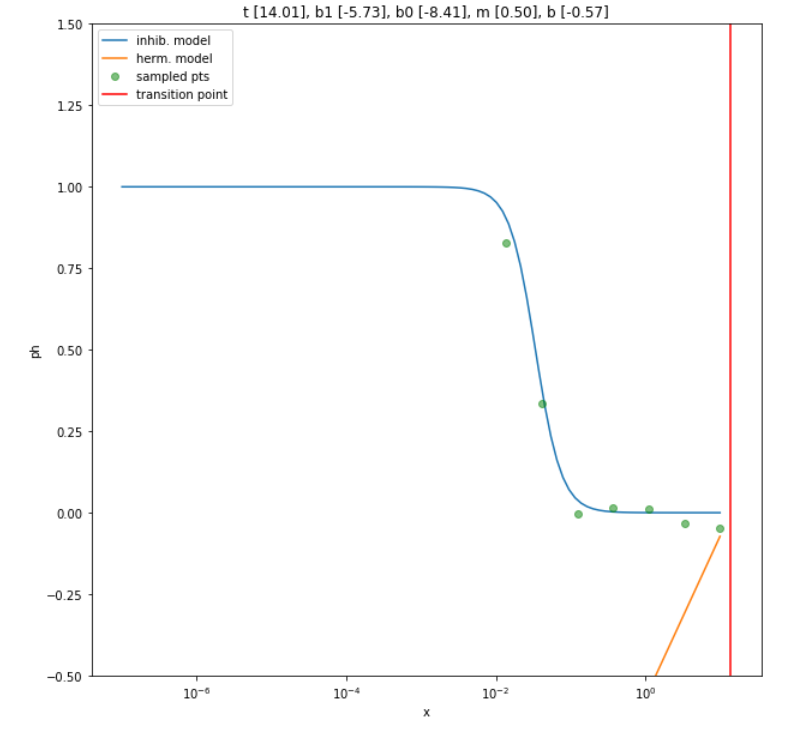 t [14.01], b1 [-5.73], b0 [-8.41], m [0.50], b [-0.57]
1.50
inhib. model
herm. model
sampled pts
transition point
1.25
1.00
0.75
0.50
ph
0.25
0.00
−0.25
−0.50
10⁻⁶
10⁻⁴
10⁻²
10⁰
x